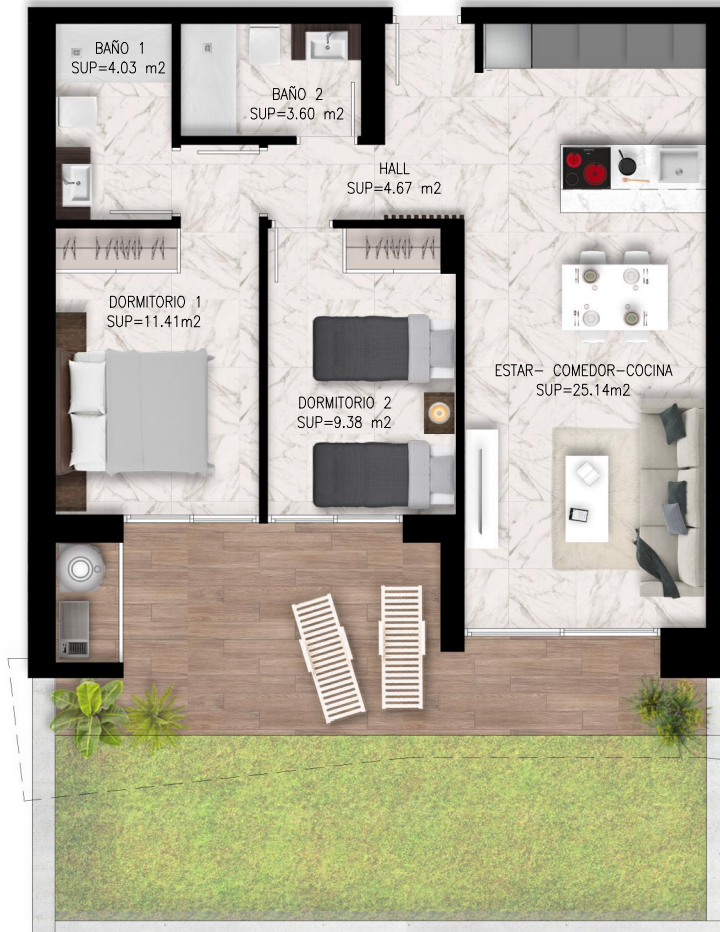 BAÑO 1
SUP=4.03 m2
BAÑO 2
SUP=3.60 m2
HALL
SUP=4.67 m2
DORMITORIO 1
SUP=11.41m2
ESTAR- COMEDOR-COCINA
SUP=25.14m2
DORMITORIO 2
SUP=9.38 m2